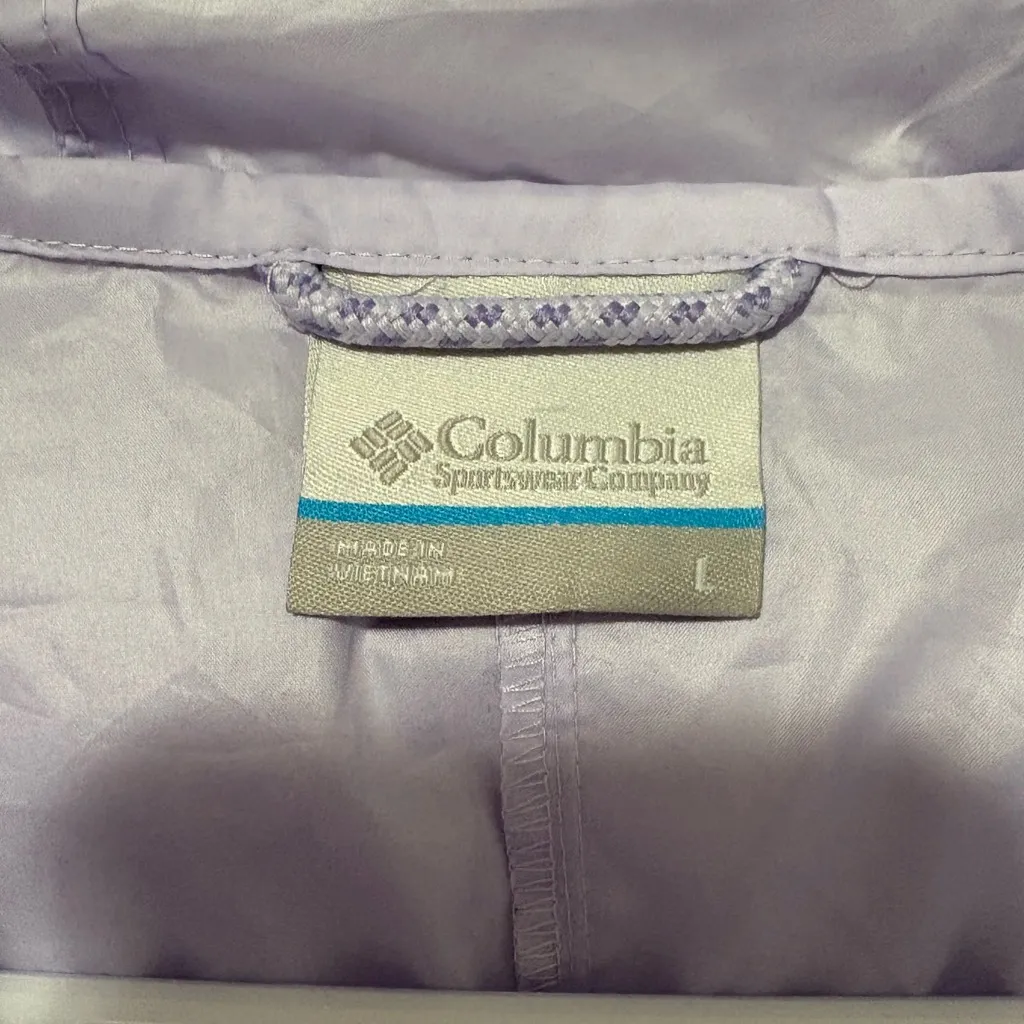 Columbia
Sportswear Company
MADE IN
VIETNAM
L